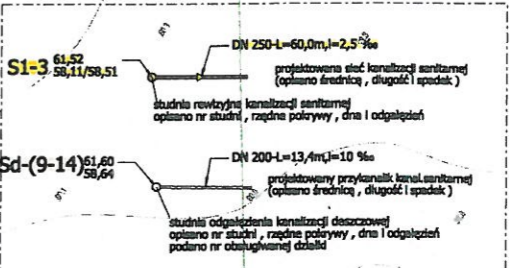 DN 250-L=60,0m,i=2,5 ‰
S1-3 61,52
58,11/58,51
projektowana sieć kanalizacji sanitarnej
(opisano średnicę , długość i spadek )
studnia rewizyjna kanalizacji sanitarnej
opisano nr studni , rzędna pokrywy , dna i odgałęzień
DN 200-L=13,4m,i=10 ‰
Sd-(9-14) 61,60
58,64
projektowany przykanalik kanal.sanitarnej
(opisano średnicę , długość i spadek )
studnia odgałęzienia kanalizacji deszczowej
opisano nr studni , rzędne pokrywy , dna i odgałęzień
podano nr obsługiwanej działki